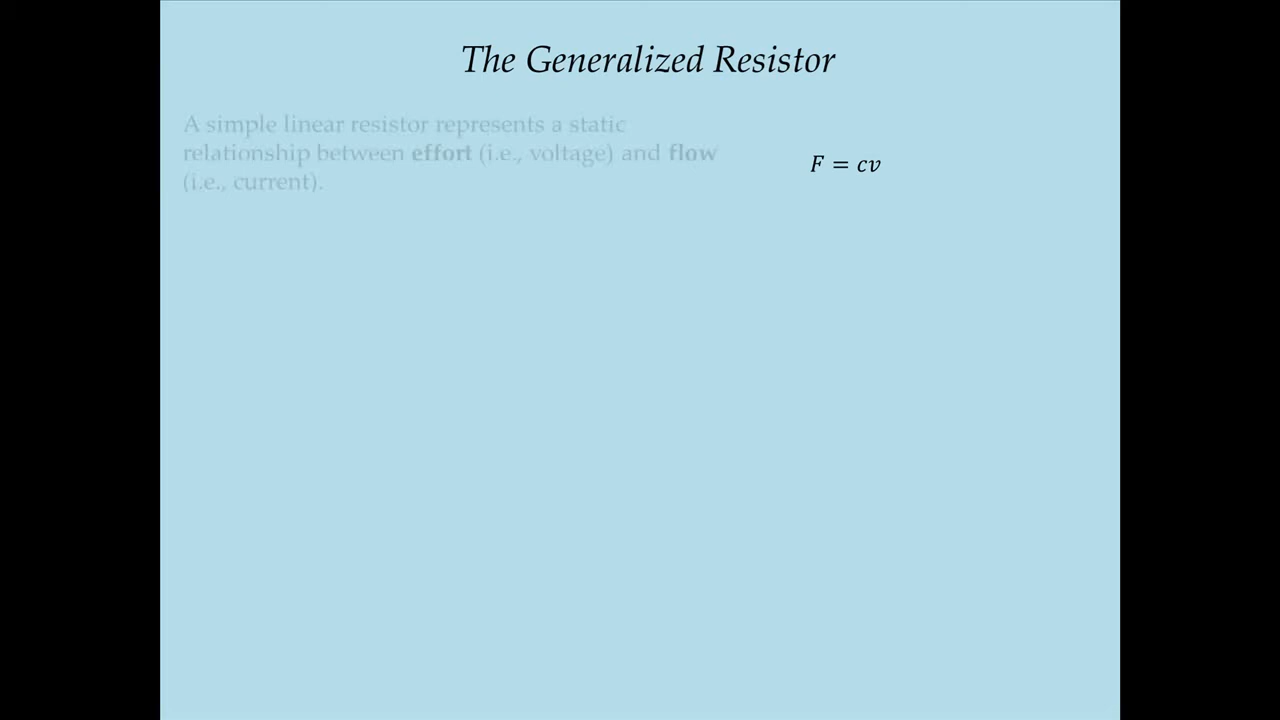 The Generalized Resistor
A simple linear resistor represents a static
relationship between effort (i.e., voltage) and flow
(i.e., current).
F = cv